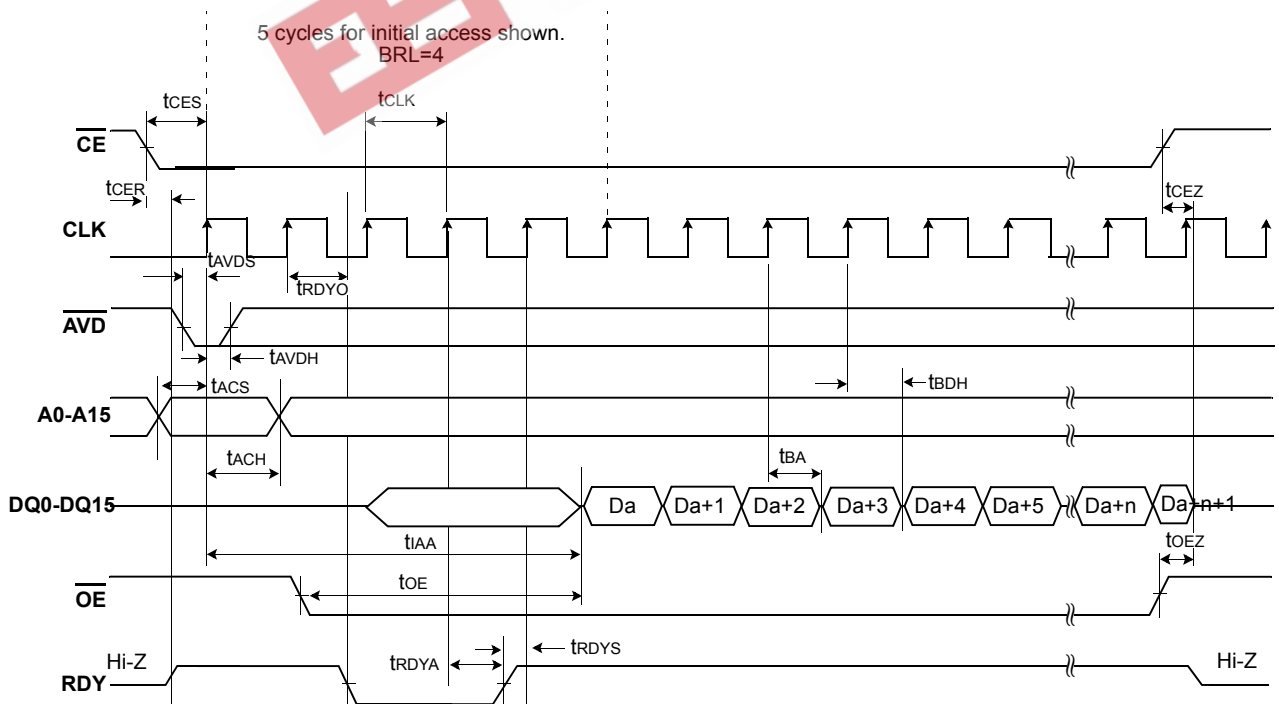 5 cycles for initial access shown.
BRL=4
tCES
tCLK
CE
tCER
tCEZ
CLK
tAVDS
tRDYO
AVD
tAVDH
tACS
tBDH
A0-A15
tACH
tBA
DQ0-DQ15
Da
Da+1
Da+2
Da+3
Da+4
Da+5
Da+n
Da+n+1
tIAA
tOEZ
tOE
OE
tRDYS
Hi-Z
tRDYA
Hi-Z
RDY